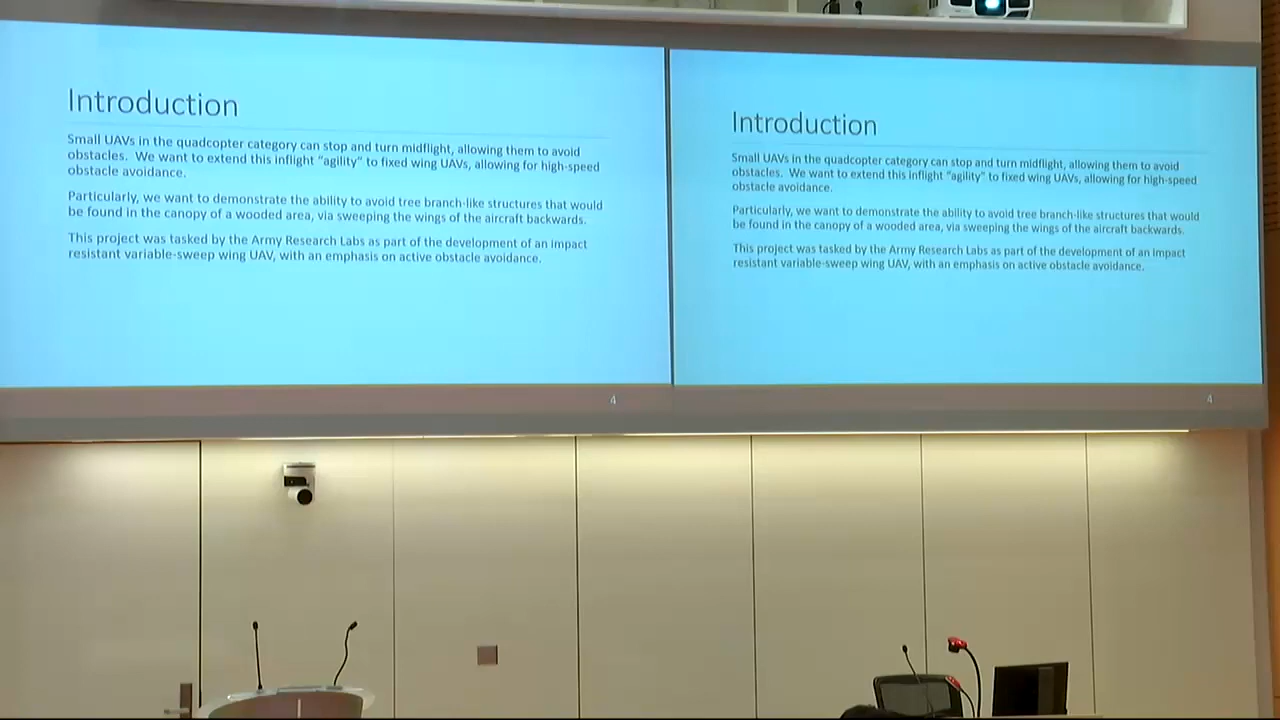 Introduction
Small UAVs in the quadcopter category can stop and turn midflight, allowing them to avoid
obstacles.  We want to extend this inflight “agility” to fixed wing UAVs, allowing for high-speed
obstacle avoidance.
Particularly, we want to demonstrate the ability to avoid tree branch-like structures that would
be found in the canopy of a wooded area, via sweeping the wings of the aircraft backwards.
This project was tasked by the Army Research Labs as part of the development of an impact
resistant variable-sweep wing UAV, with an emphasis on active obstacle avoidance.
4
Introduction
Small UAVs in the quadcopter category can stop and turn midflight, allowing them to avoid
obstacles.  We want to extend this inflight “agility” to fixed wing UAVs, allowing for high-speed
obstacle avoidance.
Particularly, we want to demonstrate the ability to avoid tree branch-like structures that would
be found in the canopy of a wooded area, via sweeping the wings of the aircraft backwards.
This project was tasked by the Army Research Labs as part of the development of an impact
resistant variable-sweep wing UAV, with an emphasis on active obstacle avoidance.
4